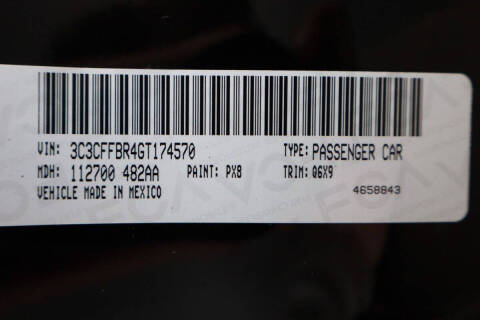 VIN: 3C3CFFBR4GT174570 TYPE: PASSENGER CAR
MDH: 112700 482AA PAINT: PX8 TRIM: Q6X9
VEHICLE MADE IN MEXICO 4658843